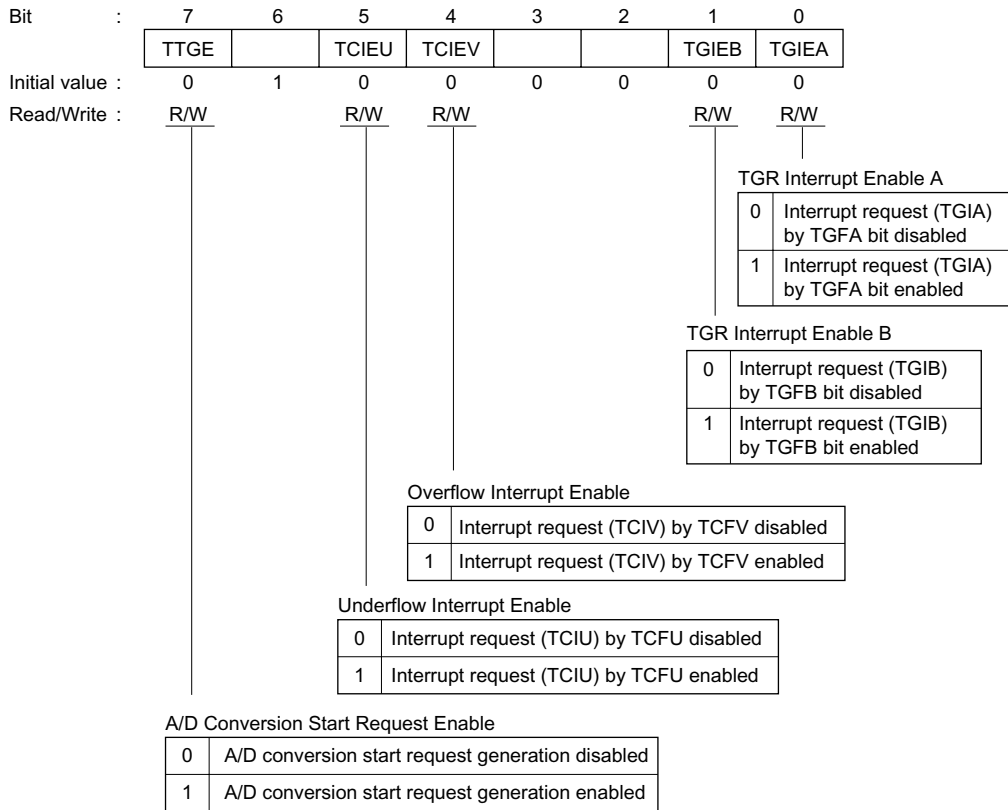 Bit : 7 6 5 4 3 2 1 0
TTGE TCIEU TCIEV TGIEB TGIEA
Initial value : 0 1 0 0 0 0 0 0
Read/Write : R/W R/W R/W R/W R/W
TGR Interrupt Enable A
0 Interrupt request (TGIA)
by TGFA bit disabled
1 Interrupt request (TGIA)
by TGFA bit enabled
TGR Interrupt Enable B
0 Interrupt request (TGIB)
by TGFB bit disabled
1 Interrupt request (TGIB)
by TGFB bit enabled
Overflow Interrupt Enable
0 Interrupt request (TCIV) by TCFV disabled
1 Interrupt request (TCIV) by TCFV enabled
Underflow Interrupt Enable
0 Interrupt request (TCIU) by TCFU disabled
1 Interrupt request (TCIU) by TCFU enabled
A/D Conversion Start Request Enable
0 A/D conversion start request generation disabled
1 A/D conversion start request generation enabled